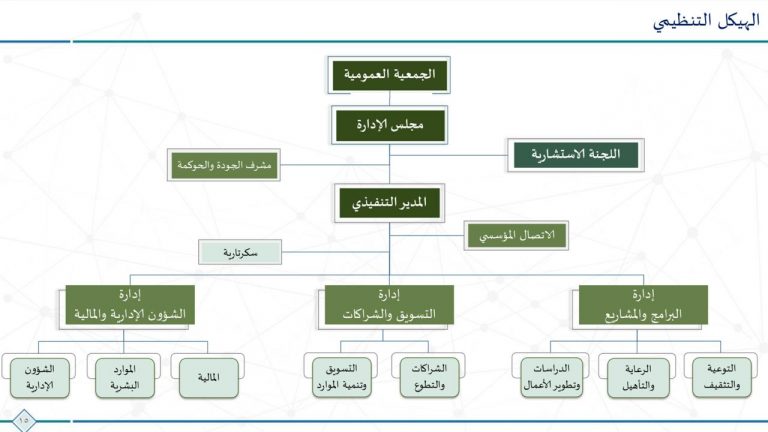 الهيكل التنظيمي
الجمعية العمومية
مجلس الإدارة
اللجنة الاستشارية
مشرف الجودة والحوكمة
المدير التنفيذي
الاتصال المؤسسي
سكرتارية
إدارة
البرامج والمشاريع
إدارة
التسويق والشراكات
إدارة
الشؤون الإدارية والمالية
التوعية
والتثقيف
الرعاية
والتأهيل
الدراسات
وتطوير الأعمال
الشراكات
والتطوع
التسويق
وتنمية الموارد
المالية
الموارد
البشرية
الشؤون
الإدارية
١٥